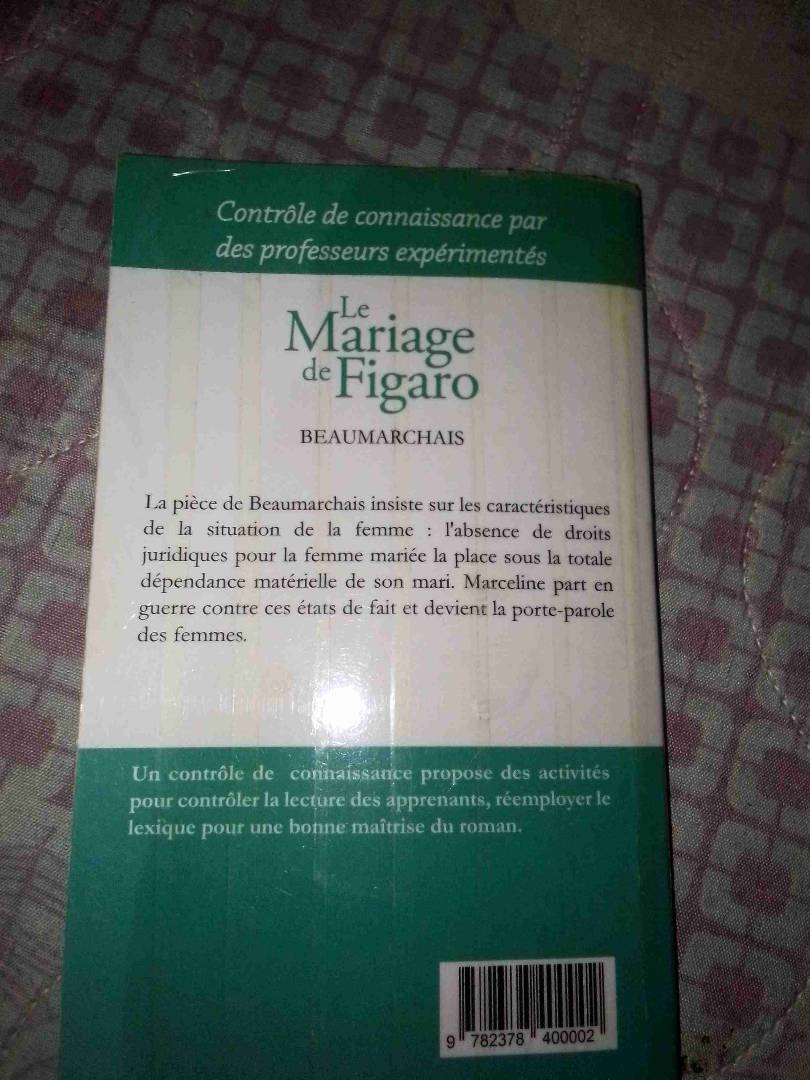 Contrôle de connaissance par
des professeurs expérimentés
Le
Mariage
de Figaro
BEAUMARCHAIS
La pièce de Beaumarchais insiste sur les caractéristiques
de la situation de la femme : l'absence de droits
juridiques pour la femme mariée la place sous la totale
dépendance matérielle de son mari. Marceline part en
guerre contre ces états de fait et devient la porte-parole
des femmes.
Un contrôle de connaissance propose des activités
pour contrôler la lecture des apprenants, réemployer le
lexique pour une bonne maîtrise du roman.
9 782378 400002